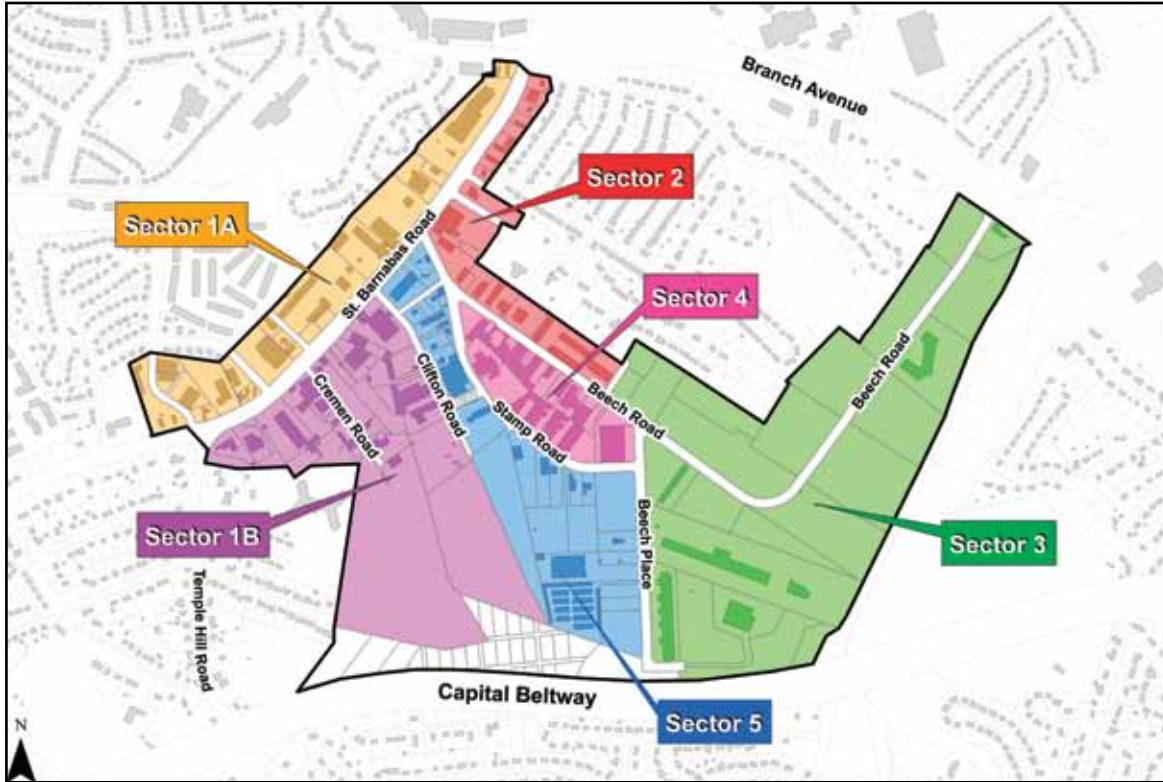 Branch Avenue
Sector 2
Sector 1A
St. Barnabas Road
Sector 4
Beech Road
Clifton Road
Cremen Road
Beech Road
Stamp Road
Sector 1B
Beech Place
Sector 3
Temple Hill Road
Capital Beltway
Sector 5
N